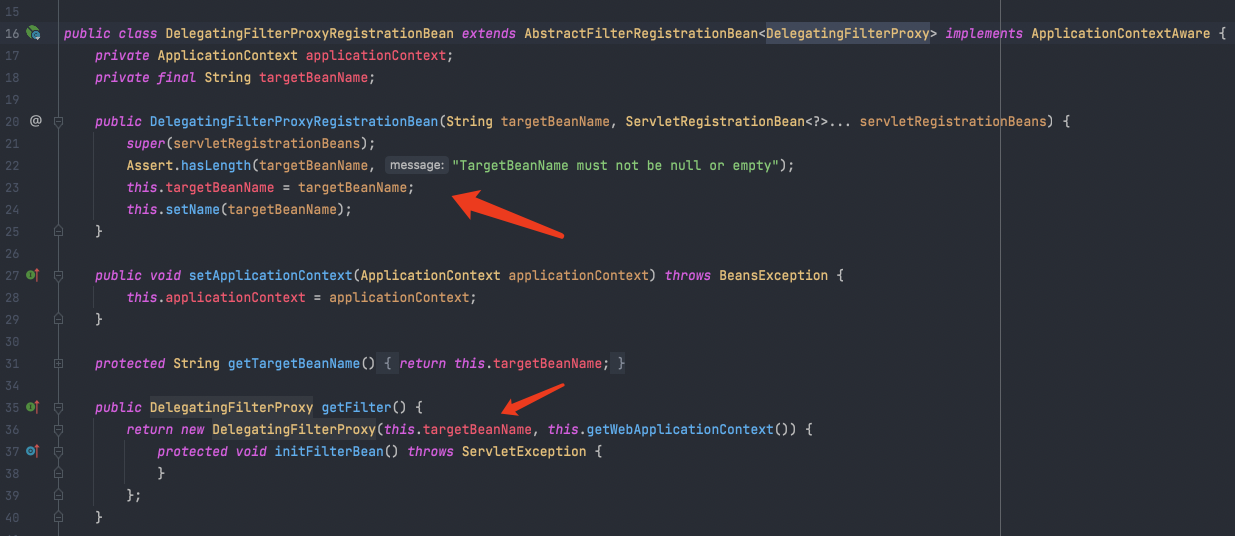 15
16 public class DelegatingFilterProxyRegistrationBean extends AbstractFilterRegistrationBean<DelegatingFilterProxy> implements ApplicationContextAware {
17 private ApplicationContext applicationContext;
18 private final String targetBeanName;
19
20 @ public DelegatingFilterProxyRegistrationBean(String targetBeanName, ServletRegistrationBean<?>... servletRegistrationBeans) {
21 super(servletRegistrationBeans);
22 Assert.hasLength(targetBeanName, message: "TargetBeanName must not be null or empty");
23 this.targetBeanName = targetBeanName;
24 this.setName(targetBeanName);
25 }
26
27 public void setApplicationContext(ApplicationContext applicationContext) throws BeansException {
28 this.applicationContext = applicationContext;
29 }
30
31 protected String getTargetBeanName() { return this.targetBeanName; }
34
35 public DelegatingFilterProxy getFilter() {
36 return new DelegatingFilterProxy(this.targetBeanName, this.getWebApplicationContext()) {
37 protected void initFilterBean() throws ServletException {
38 }
39 };
40 }